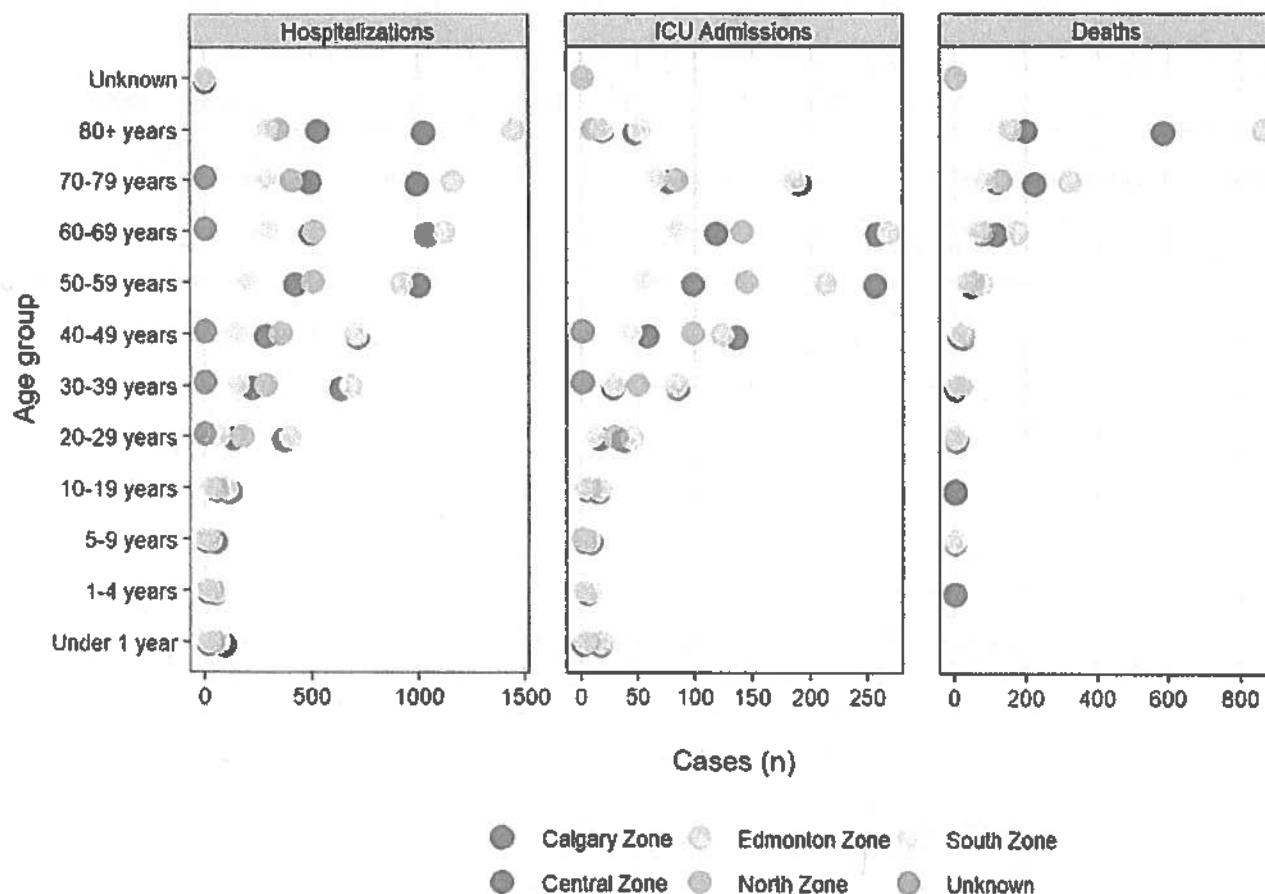 Hospitalizations
ICU Admissions
Deaths
Age group
Unknown
80+ years
70-79 years
60-69 years
50-59 years
40-49 years
30-39 years
20-29 years
10-19 years
5-9 years
1-4 years
Under 1 year
0 500 1000 1500
0 50 100 150 200 250
0 200 400 600 800
Cases (n)
Calgary Zone Edmonton Zone South Zone
Central Zone North Zone Unknown